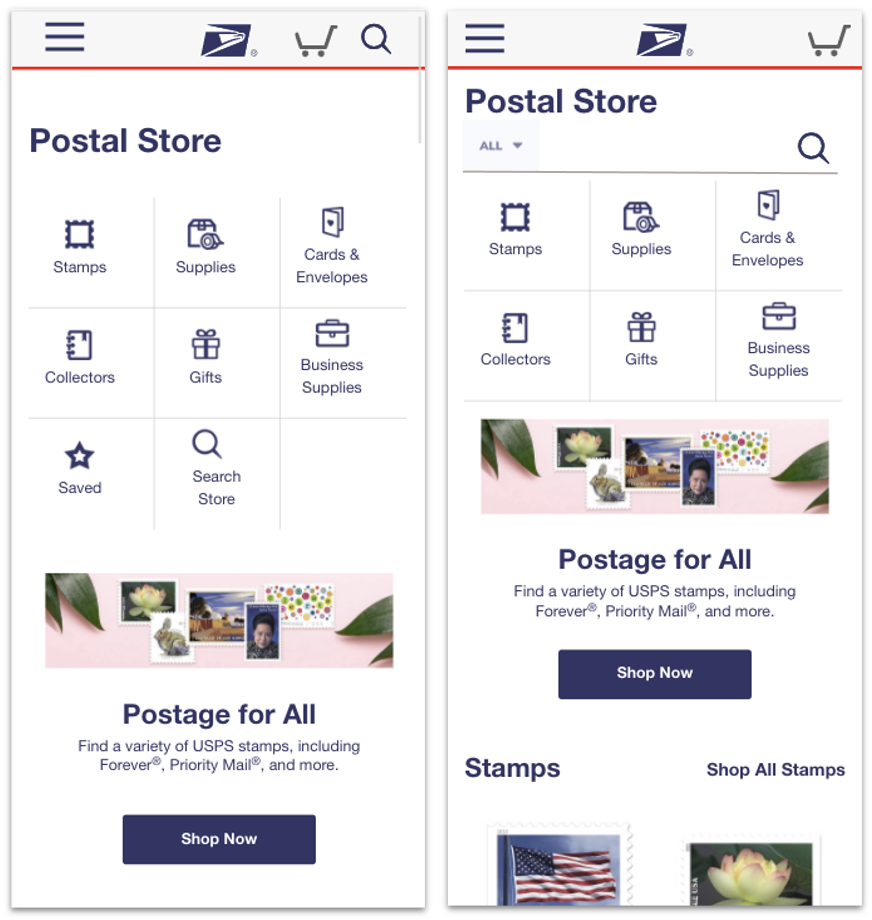 ®
Postal Store
Stamps
Supplies
Cards &
Envelopes
Collectors
Gifts
Business
Supplies
Saved
Search
Store
Postage for All
Find a variety of USPS stamps, including
Forever®, Priority Mail®, and more.
Shop Now
®
Postal Store
ALL
Stamps
Supplies
Cards &
Envelopes
Collectors
Gifts
Business
Supplies
Postage for All
Find a variety of USPS stamps, including
Forever®, Priority Mail®, and more.
Shop Now
Stamps
Shop All Stamps